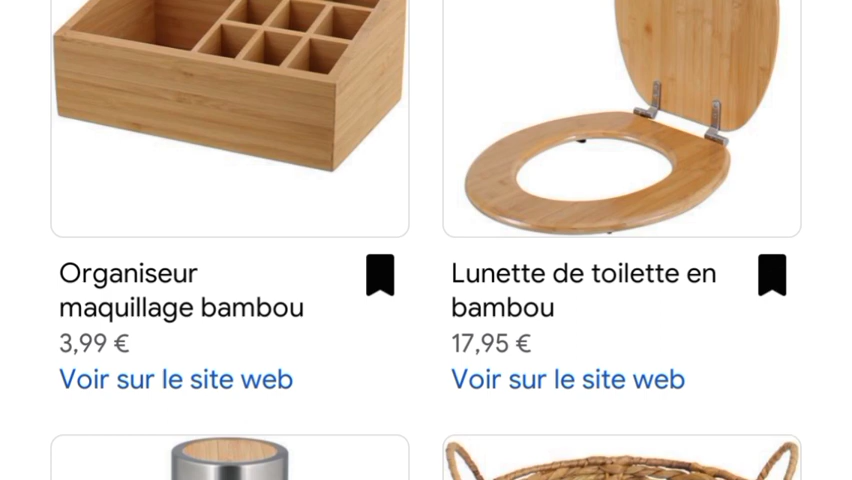 Organiseur
maquillage bambou
3,99 €
Voir sur le site web
Lunette de toilette en
bambou
17,95 €
Voir sur le site web